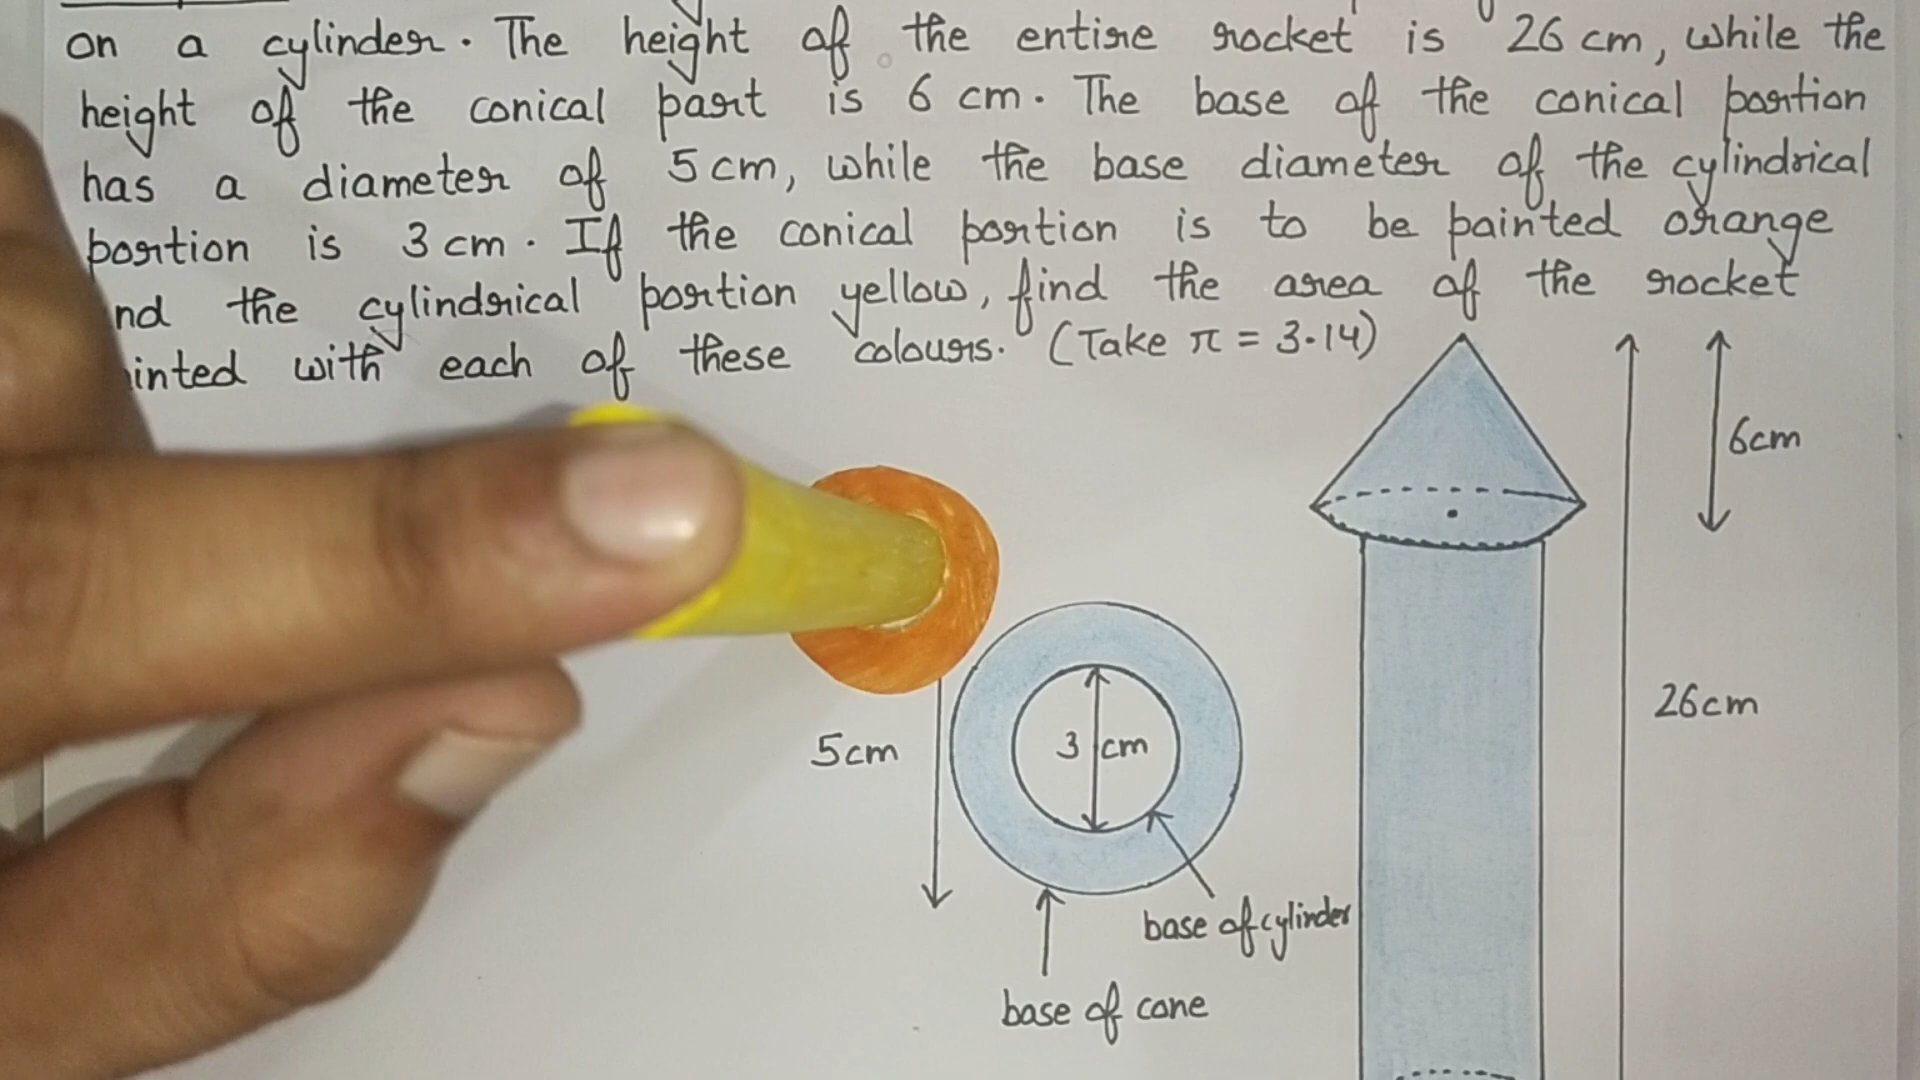 on a cylinder. The height of the entire rocket is 26 cm, while the
height of the conical part is 6 cm. The base of the conical portion
has a diameter of 5 cm, while the base diameter of the cylindrical
portion is 3 cm. If the conical portion is to be painted orange
nd the cylindrical portion yellow, find the area of the rocket
inted with each of these colours. (Take π = 3.14)
6cm
26cm
5cm
3 cm
base of cylinder
base of cone